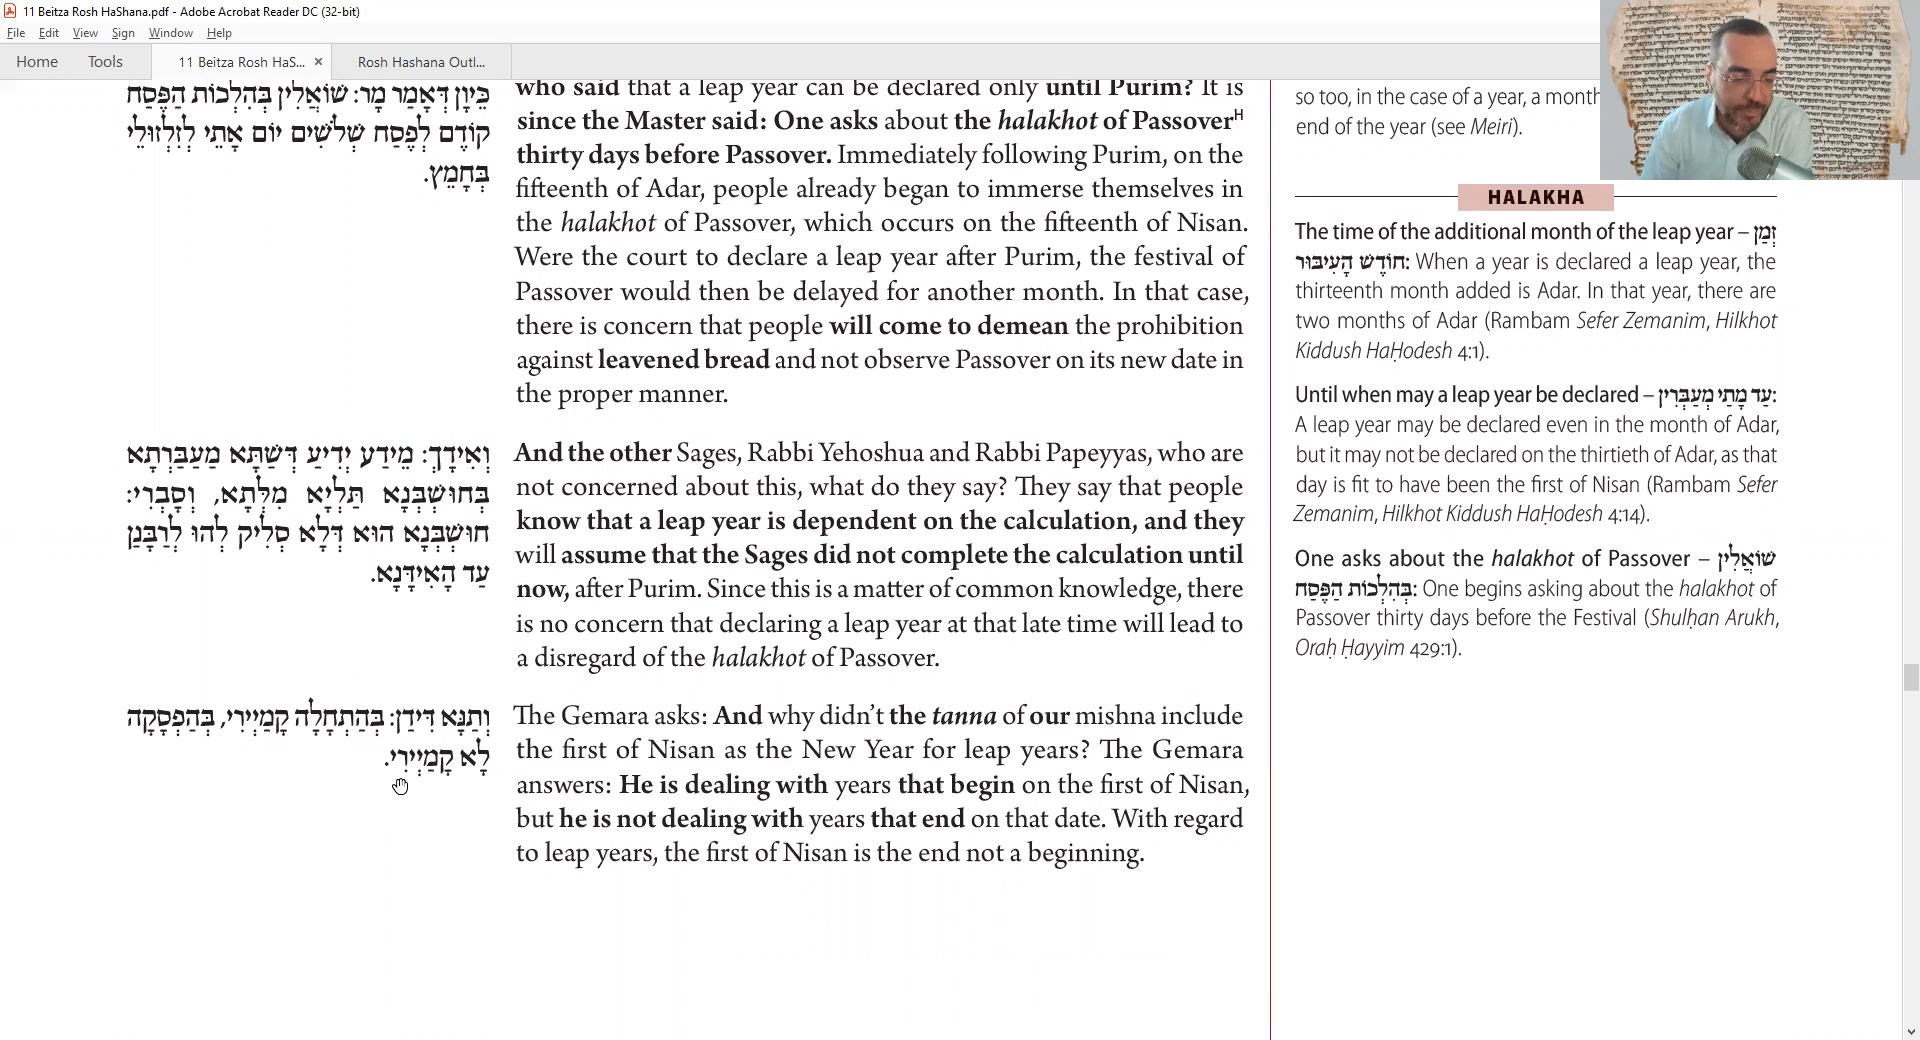 11 Beitza Rosh HaShana.pdf - Adobe Acrobat Reader DC (32-bit)
File Edit View Sign Window Help
Home Tools 11 Beitza Rosh HaS... × Rosh Hashana Outl...
כֵּיוָן דְּאָמַר מָר: שׁוֹאֲלִין בְּהִלְכוֹת הַפֶּסַח
קוֹדֶם לְפֶסַח שְׁלֹשִׁים יוֹם אָתֵי לְזַלְזוֹלֵי
בְּחָמֵץ.
who said that a leap year can be declared only until Purim? It is
since the Master said: One asks about the halakhot of PassoverH
thirty days before Passover. Immediately following Purim, on the
fifteenth of Adar, people already began to immerse themselves in
the halakhot of Passover, which occurs on the fifteenth of Nisan.
Were the court to declare a leap year after Purim, the festival of
Passover would then be delayed for another month. In that case,
there is concern that people will come to demean the prohibition
against leavened bread and not observe Passover on its new date in
the proper manner.
וְאִידָךְ: מֵידַע יְדִיעַ דְּשַׁתָּא מְעַבַּרְתָּא
בְּחוּשְׁבְּנָא תַּלְיָא מִלְּתָא, וְסָבְרִי:
חוּשְׁבְּנָא הוּא דְּלָא סְלֵיק לְהוּ לְרַבָּנַן
עַד הָאִידָּנָא.
And the other Sages, Rabbi Yehoshua and Rabbi Papeyyas, who are
not concerned about this, what do they say? They say that people
know that a leap year is dependent on the calculation, and they
will assume that the Sages did not complete the calculation until
now, after Purim. Since this is a matter of common knowledge, there
is no concern that declaring a leap year at that late time will lead to
a disregard of the halakhot of Passover.
וְתַנָּא דִּידַן: בְּהַתְחָלָה קָמַיְירֵי, בְּהַפְסָקָה
לָא קָמַיְירֵי.
The Gemara asks: And why didn't the tanna of our mishna include
the first of Nisan as the New Year for leap years? The Gemara
answers: He is dealing with years that begin on the first of Nisan,
but he is not dealing with years that end on that date. With regard
to leap years, the first of Nisan is the end not a beginning.
so too, in the case of a year, a month
end of the year (see Meiri).
HALAKHA
The time of the additional month of the leap year – זְמַן
חוֹדֶשׁ הָעִיבּוּר: When a year is declared a leap year, the
thirteenth month added is Adar. In that year, there are
two months of Adar (Rambam Sefer Zemanim, Hilkhot
Kiddush HaḤodesh 4:1).
Until when may a leap year be declared – עַד מָתַי מְעַבְּרִין:
A leap year may be declared even in the month of Adar,
but it may not be declared on the thirtieth of Adar, as that
day is fit to have been the first of Nisan (Rambam Sefer
Zemanim, Hilkhot Kiddush HaḤodesh 4:14).
One asks about the halakhot of Passover – שׁוֹאֲלִין
בְּהִלְכוֹת הַפֶּסַח: One begins asking about the halakhot of
Passover thirty days before the Festival (Shulḥan Arukh,
Oraḥ Ḥayyim 429:1).